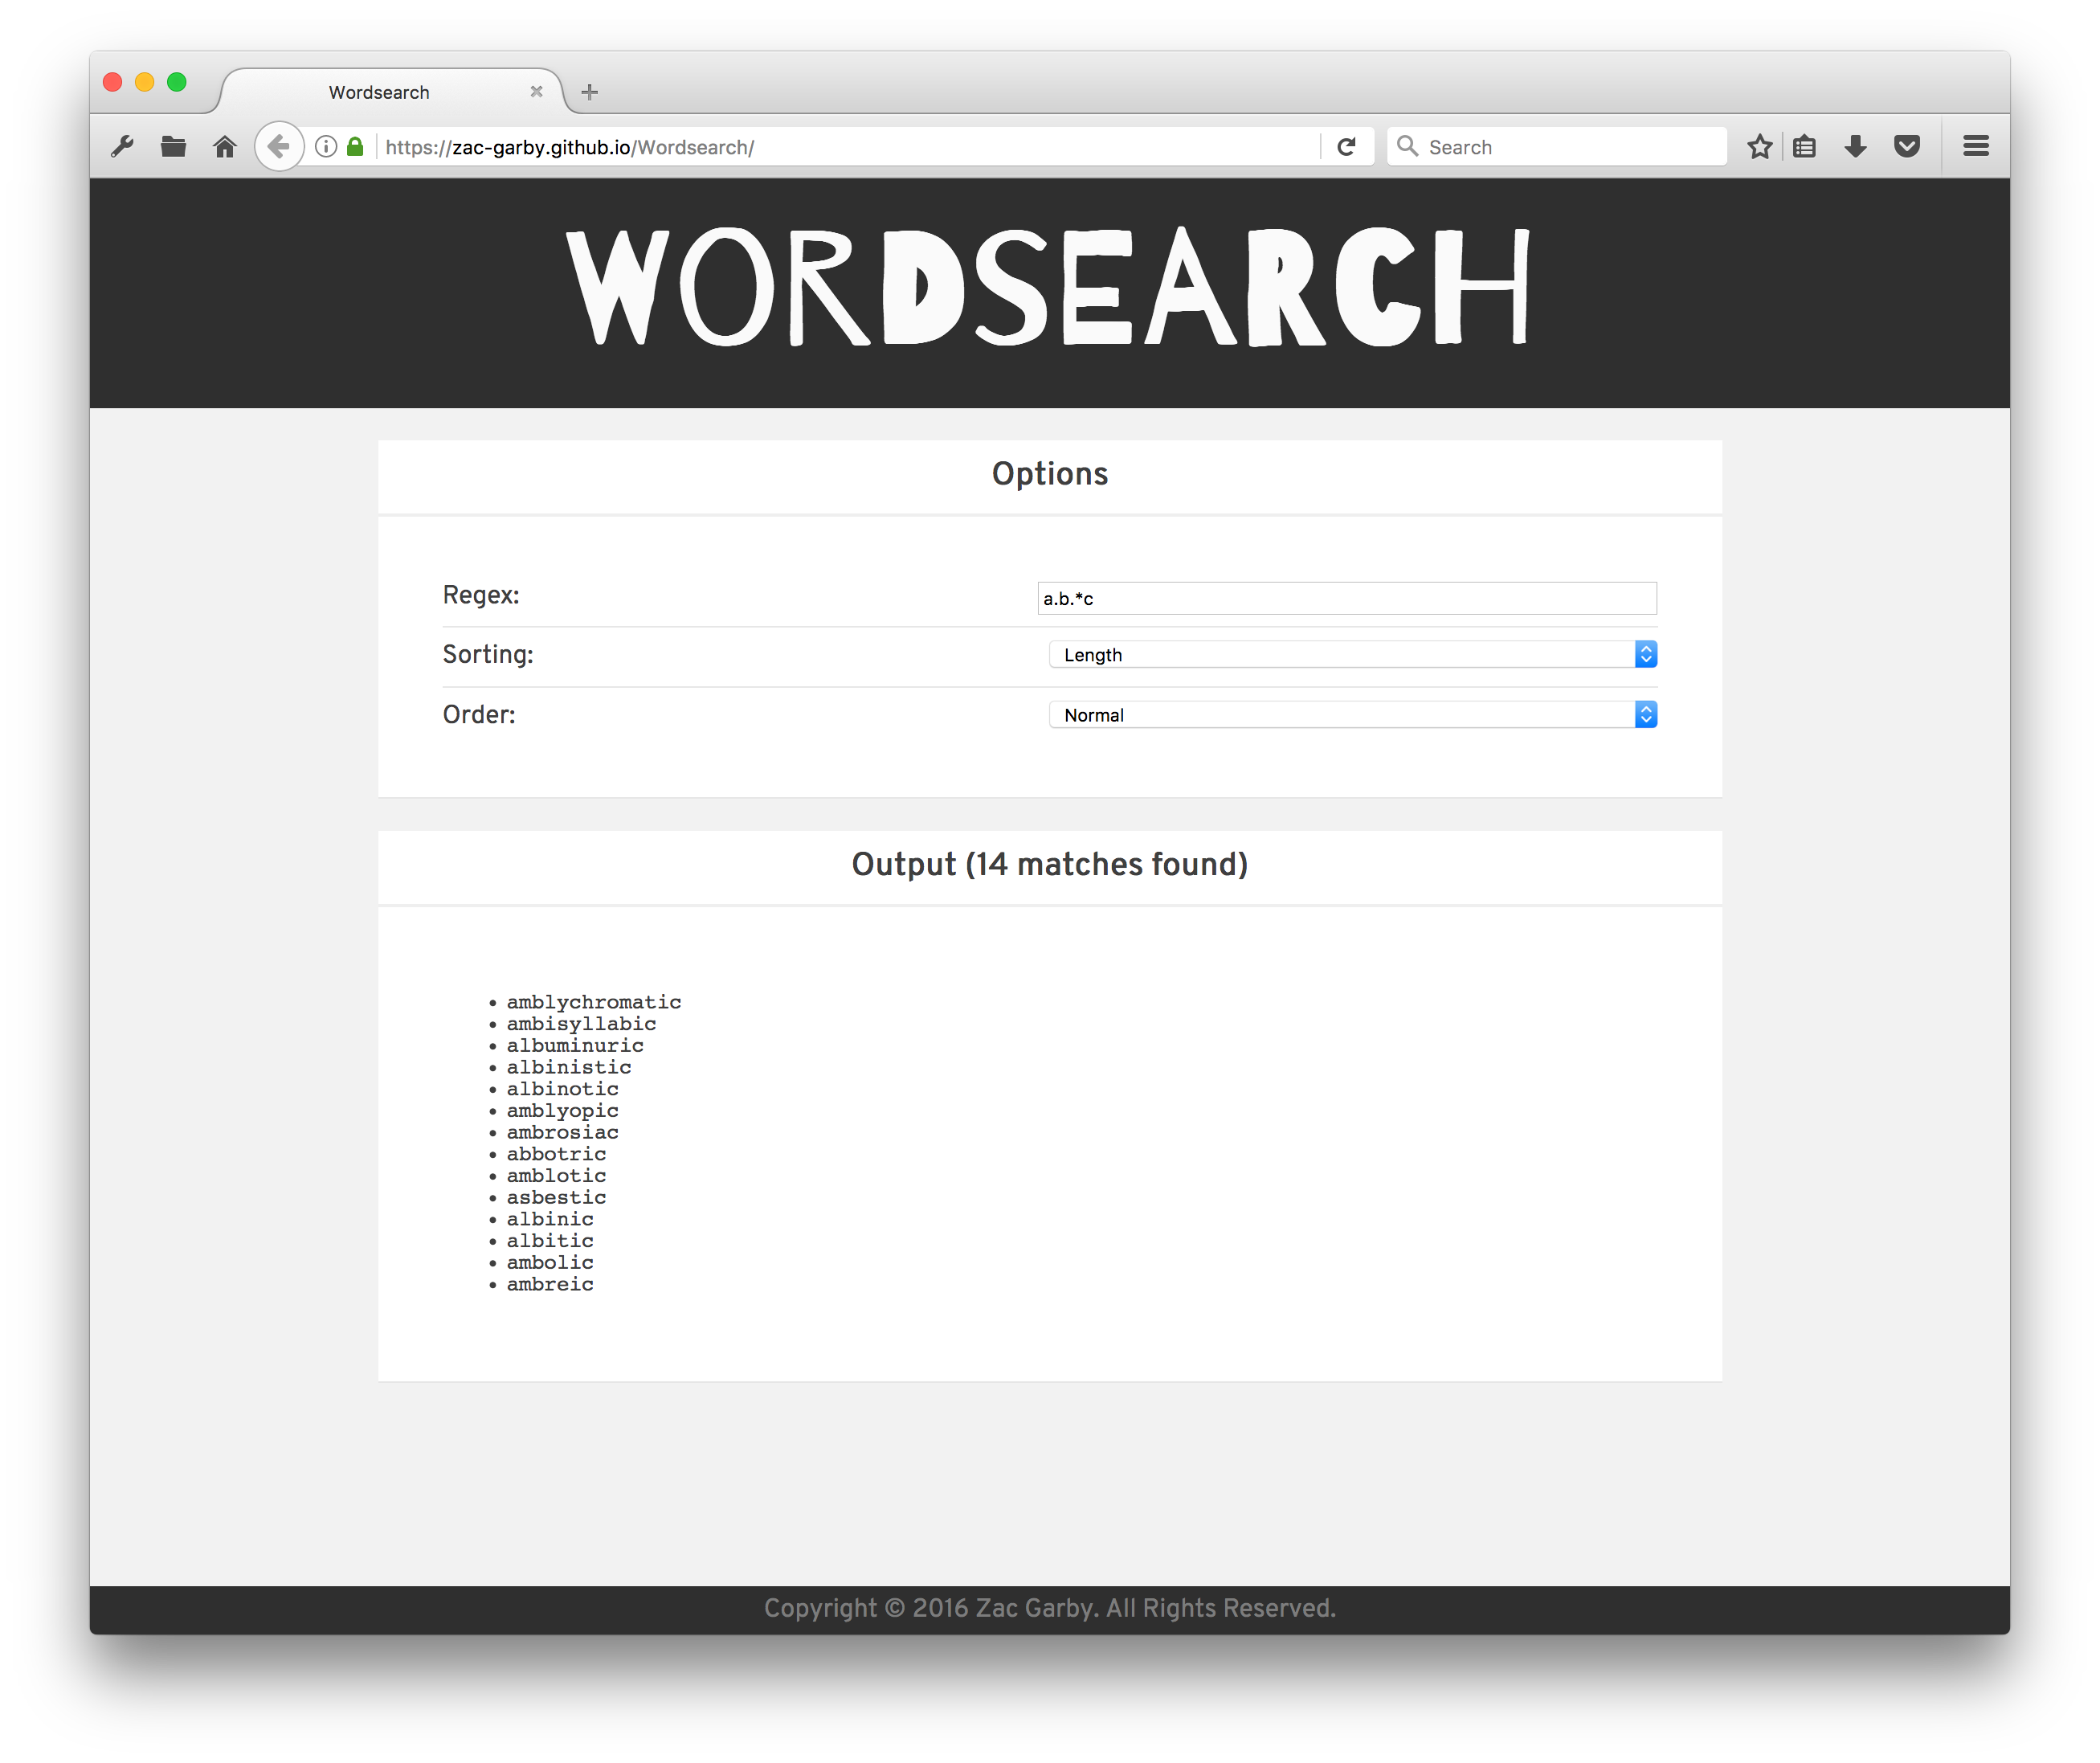 Wordsearch
https://zac-garby.github.io/Wordsearch/
Search
WORDSEARCH
Options
Regex: a.b.*c
Sorting: Length
Order: Normal
Output (14 matches found)
• amblychromatic
• ambisyllabic
• albuminuric
• albinistic
• albinotic
• amblyopic
• ambrosiac
• abbotric
• amblotic
• asbestic
• albinic
• albitic
• ambolic
• ambreic
Copyright © 2016 Zac Garby. All Rights Reserved.